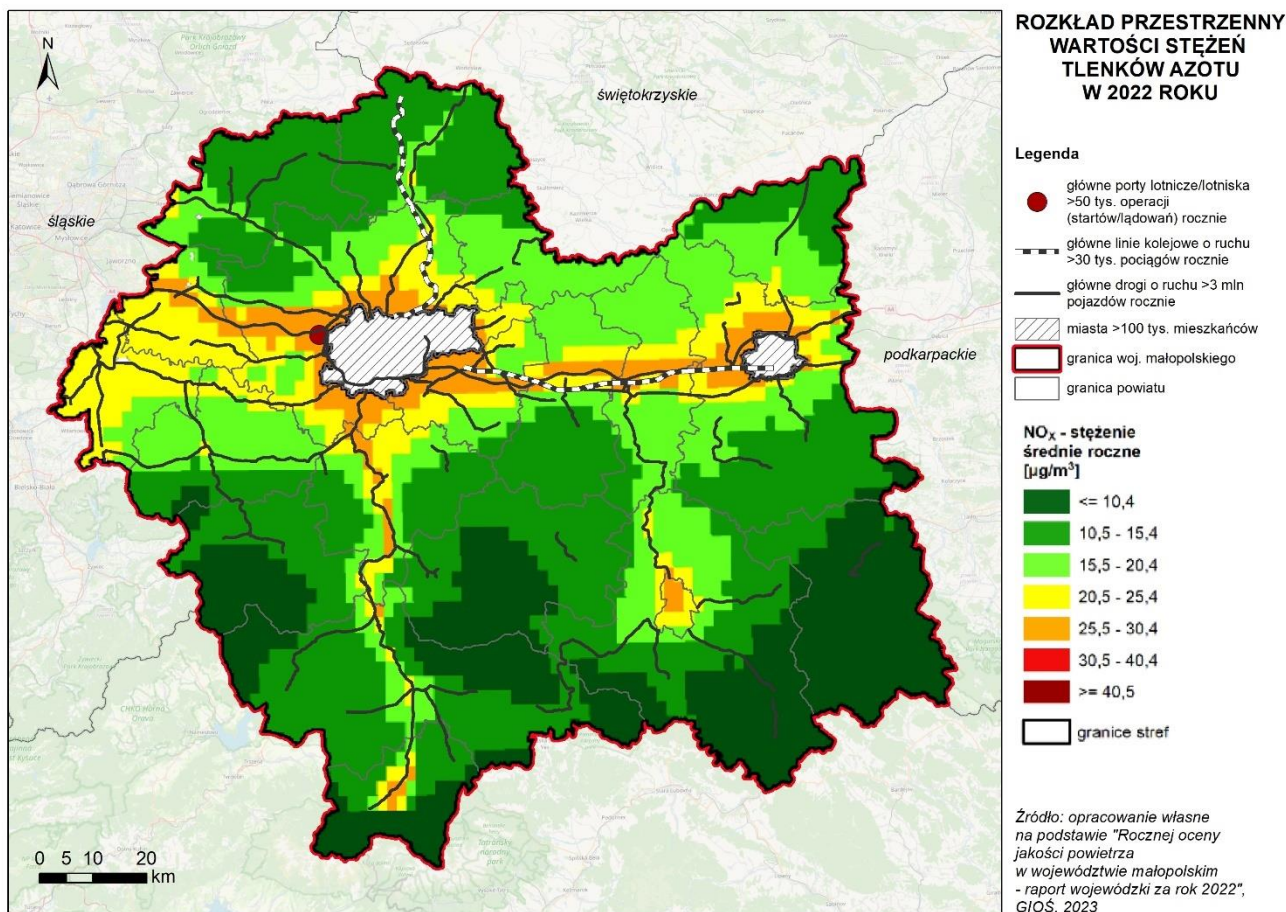 ROZKŁAD PRZESTRZENNY
WARTOŚCI STĘŻEŃ
TLENKÓW AZOTU
W 2022 ROKU
N
świętokrzyskie
śląskie
podkarpackie
0 5 10 20
km
Legenda
główne porty lotnicze/lotniska
>50 tys. operacji
(startów/lądowań) rocznie
główne linie kolejowe o ruchu
>30 tys. pociągów rocznie
główne drogi o ruchu >3 mln
pojazdów rocznie
miasta >100 tys. mieszkańców
granica woj. małopolskiego
granica powiatu
NOX - stężenie
średnie roczne
[µg/m³]
<= 10,4
10,5 - 15,4
15,5 - 20,4
20,5 - 25,4
25,5 - 30,4
30,5 - 40,4
>= 40,5
granice stref
Źródło: opracowanie własne
na podstawie "Rocznej oceny
jakości powietrza
w województwie małopolskim
- raport wojewódzki za rok 2022",
GIOŚ, 2023